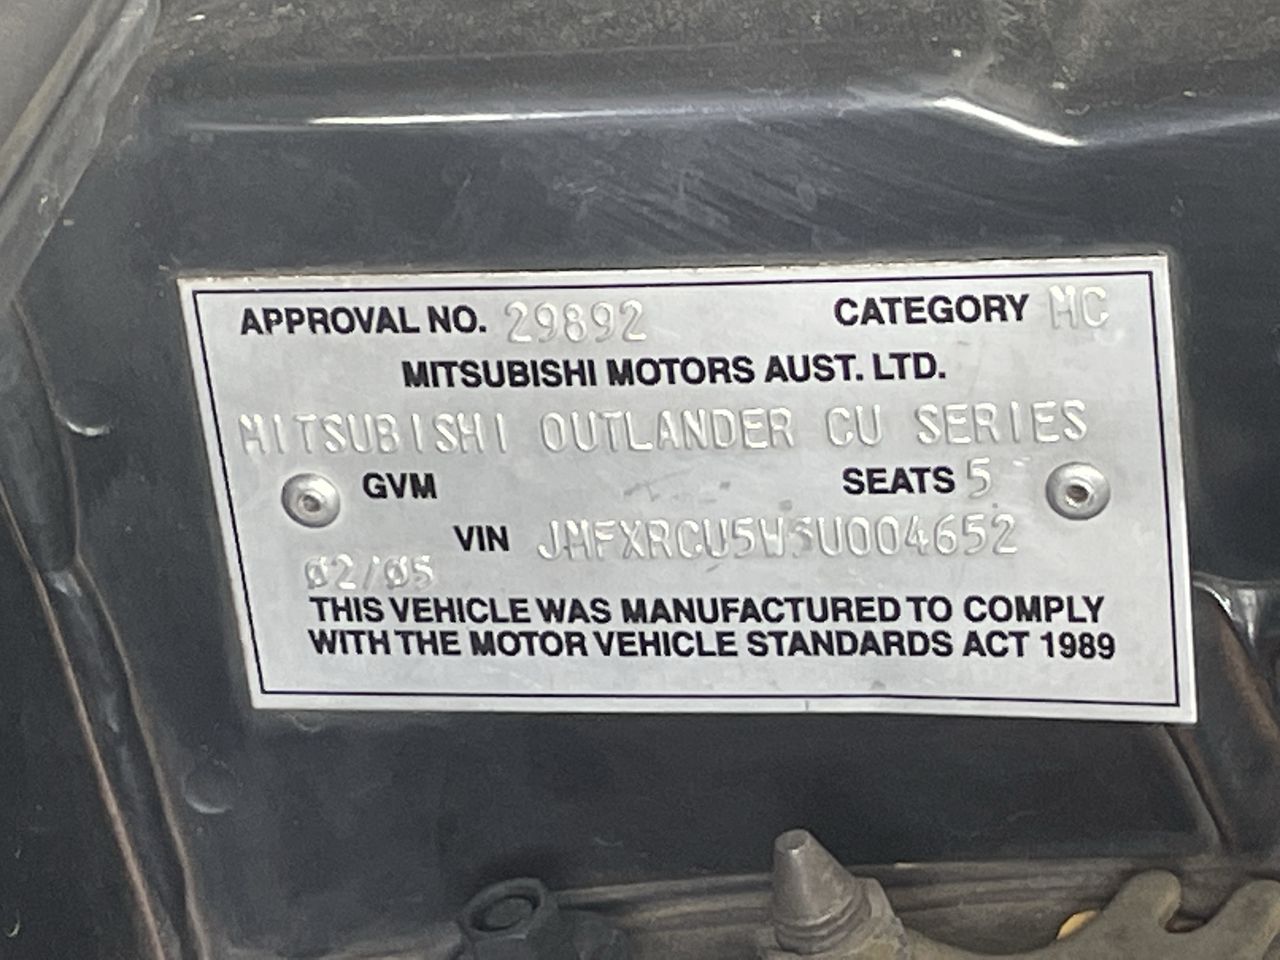 APPROVAL NO. 29892 CATEGORY MC
MITSUBISHI MOTORS AUST. LTD.
MITSUBISHI OUTLANDER CU SERIES
GVM SEATS 5
VIN JMFXRCU5W5U004652
02/05
THIS VEHICLE WAS MANUFACTURED TO COMPLY
WITH THE MOTOR VEHICLE STANDARDS ACT 1989